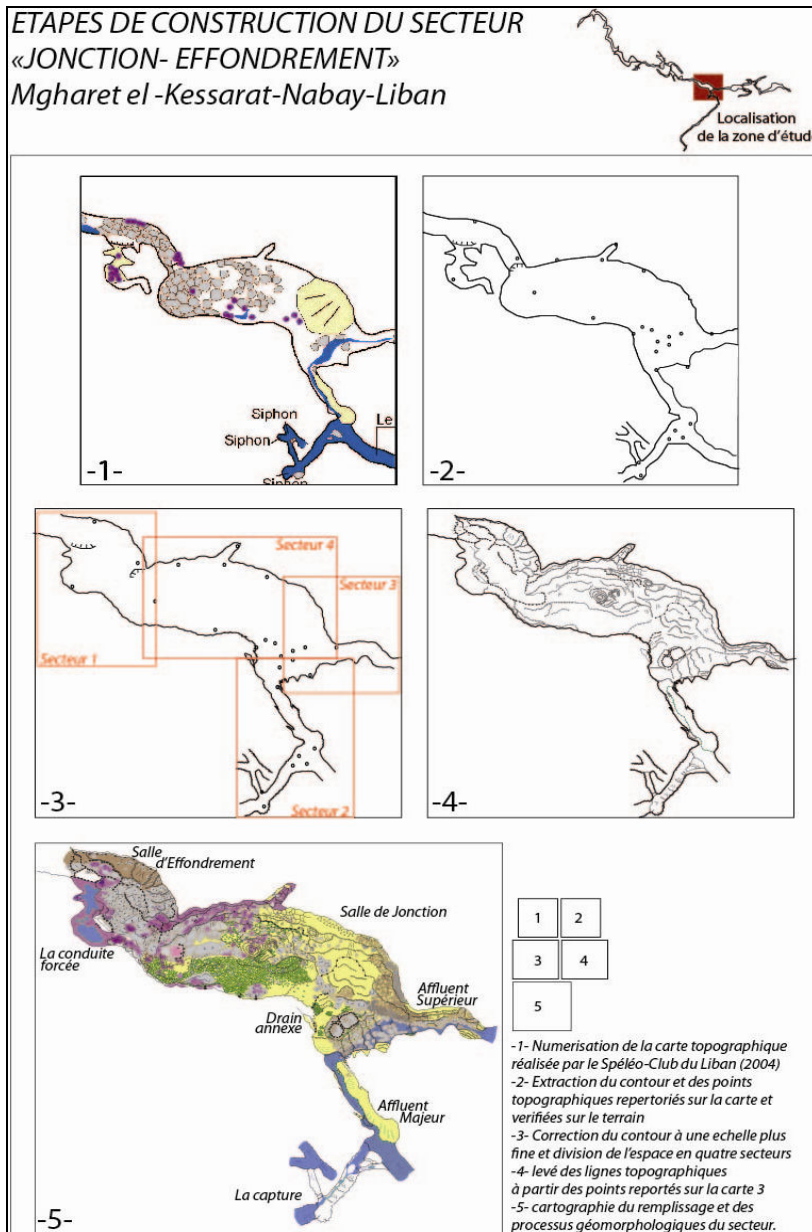 ETAPES DE CONSTRUCTION DU SECTEUR
«JONCTION- EFFONDREMENT»
Mgharet el -Kessarat-Nabay-Liban
Localisation
de la zone d'étude
Siphon
Siphon
Le
Siphon
-1-
-2-
Secteur 4
Secteur 3
Secteur 1
Secteur 2
-3-
-4-
Salle
d'Effondrement
Salle de Jonction
La conduite
forcée
Affluent
Supérieur
Drain
annexe
Affluent
Majeur
La capture
-5-
1
2
3
4
5
-1- Numerisation de la carte topographique
réalisée par le Spéléo-Club du Liban (2004)
-2- Extraction du contour et des points
topographiques repertoriés sur la carte et
verifiées sur le terrain
-3- Correction du contour à une echelle plus
fine et division de l'espace en quatre secteurs
-4- levé des lignes topographiques
à partir des points reportés sur la carte 3
-5- cartographie du remplissage et des
processus géomorphologiques du secteur.